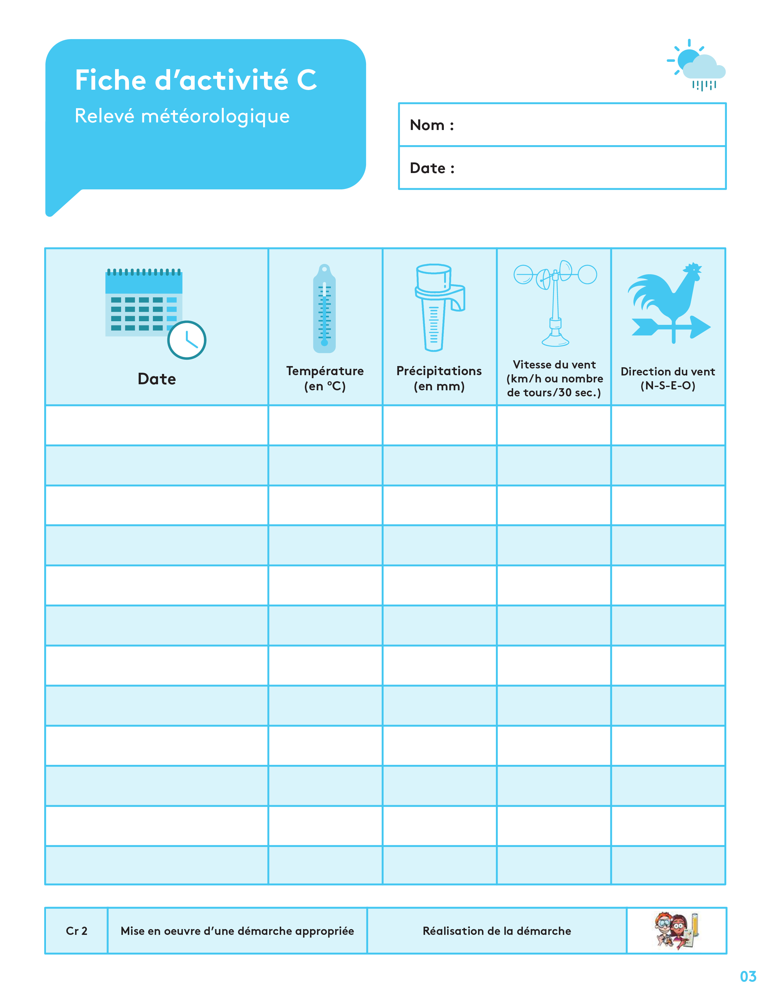 Fiche d’activité C
Relevé météorologique
Nom :
Date :
Date
Température
(en °C)
Précipitations
(en mm)
Vitesse du vent
(km/h ou nombre
de tours/30 sec.)
Direction du vent
(N-S-E-O)
Cr 2
Mise en oeuvre d’une démarche appropriée
Réalisation de la démarche
03